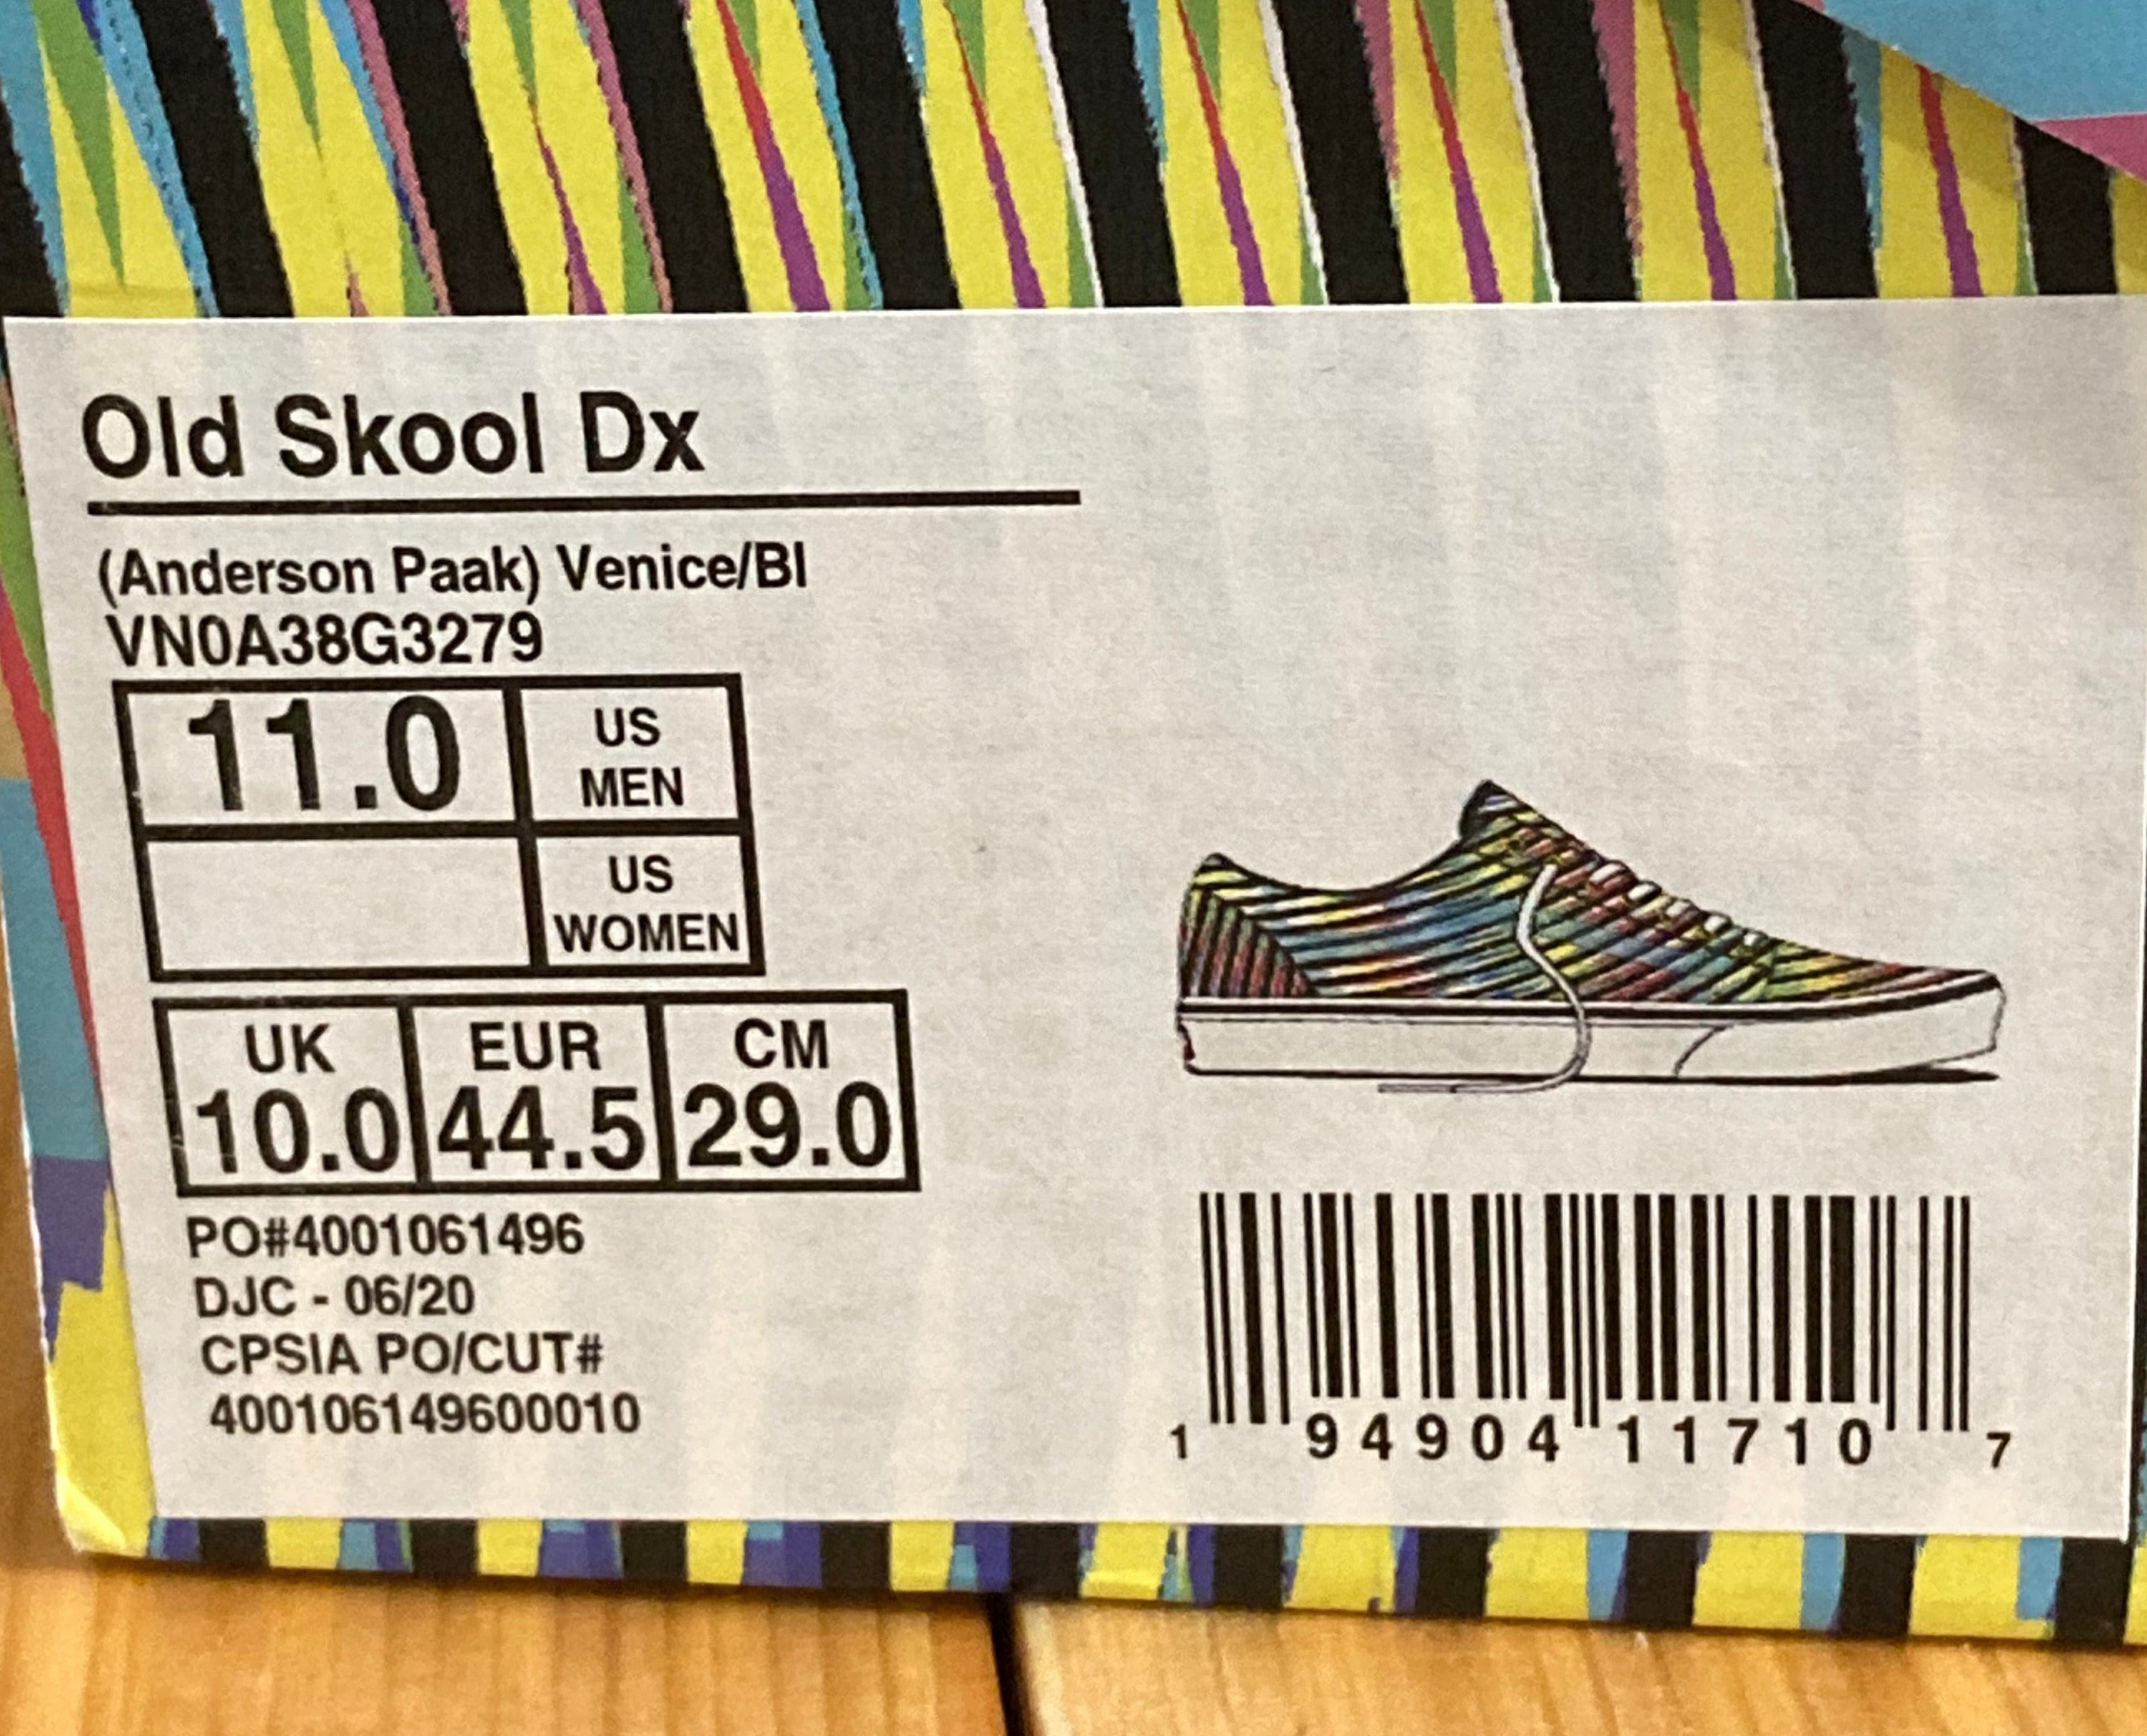 Old Skool Dx
(Anderson Paak) Venice/Bl
VN0A38G3279
11.0 US MEN
US WOMEN
UK EUR CM
10.0 44.5 29.0
PO#4001061496
DJC - 06/20
CPSIA PO/CUT#
400106149600010
1 94904 11710 7